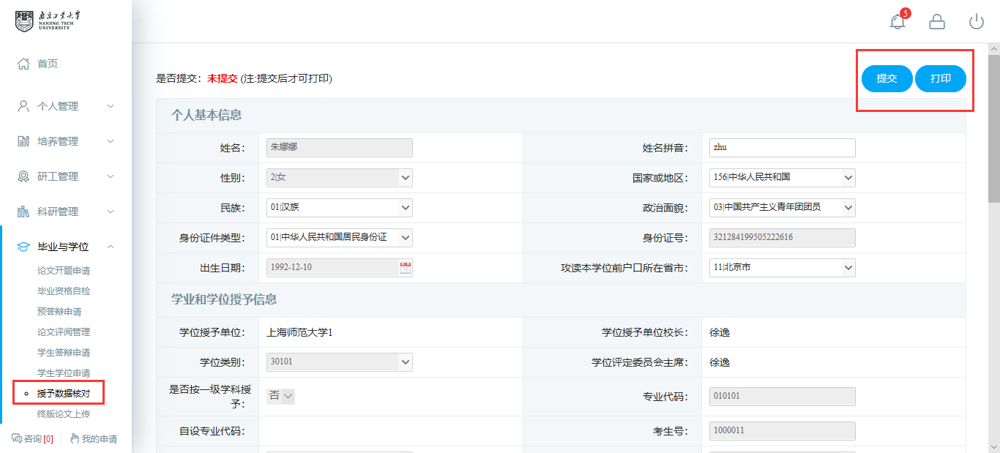 南京工业大学
NANJING TECH
UNIVERSITY
5
首页
个人管理
培养管理
研工管理
科研管理
毕业与学位
论文开题申请
毕业资格自检
预答辩申请
论文评阅管理
学生答辩申请
学生学位申请
授予数据核对
终版论文上传
咨询[0] 我的申请
是否提交：未提交 (注:提交后才可打印)
提交 打印
个人基本信息
姓名： 朱娜娜 姓名拼音： zhu
性别： 2|女 国家或地区： 156|中华人民共和国
民族： 01|汉族 政治面貌： 03|中国共产主义青年团团员
身份证件类型： 01|中华人民共和国居民身份证 身份证号： 321284199505222616
出生日期： 1992-12-10 攻读本学位前户口所在省市： 11|北京市
学业和学位授予信息
学位授予单位： 上海师范大学1 学位授予单位校长： 徐逸
学位类别： 30101 学位评定委员会主席： 徐逸
是否按一级学科授
予： 否 专业代码： 010101
自设专业代码： 考生号： 1000011